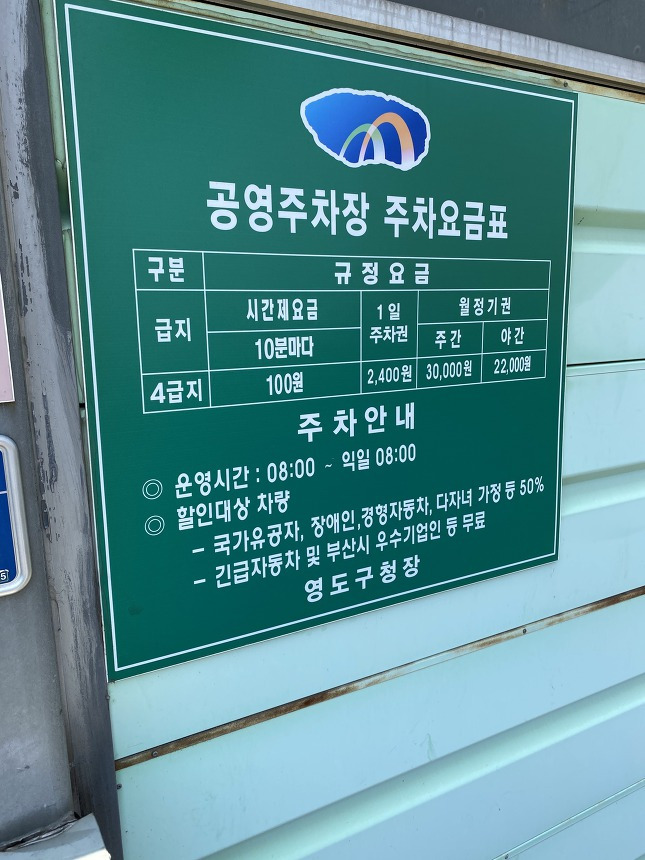 공영주차장 주차요금표
구분 규정요금
급지 시간제요금 1일 주차권 월정기권
10분마다 주간 야간
4급지 100원 2,400원 30,000원 22,000원
주차안내
◎ 운영시간 : 08:00 ~ 익일 08:00
◎ 할인대상 차량
- 국가유공자, 장애인,경형자동차, 다자녀 가정 등 50%
- 긴급자동차 및 부산시 우수기업인 등 무료
영도구청장
5